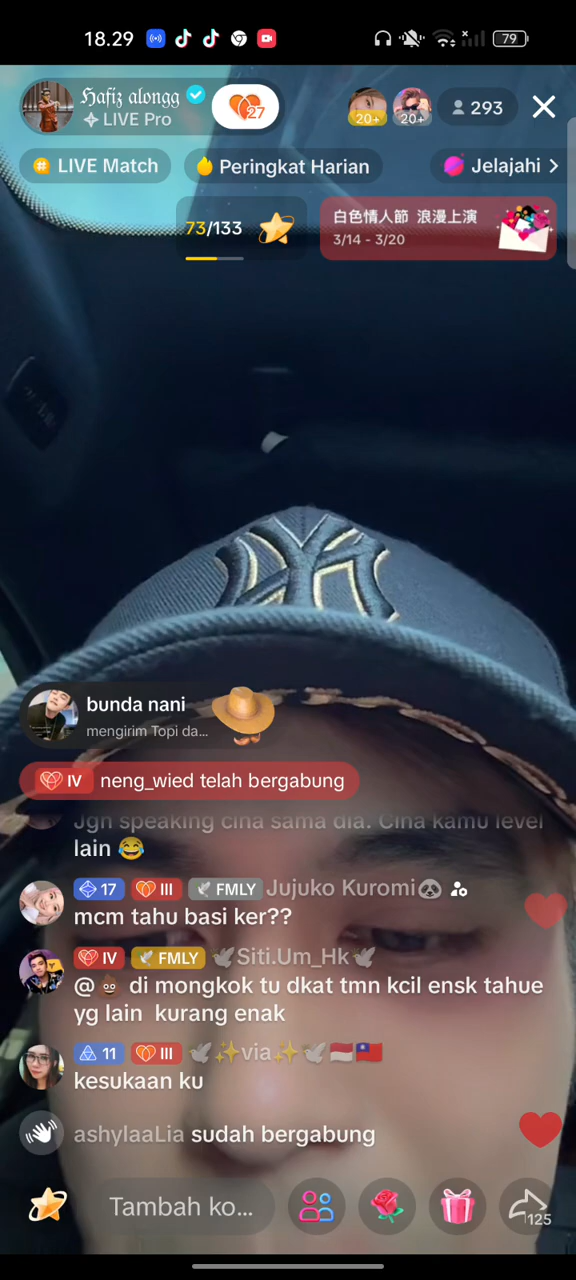 18.29
79
Hafiz alongg
LIVE Pro
27
20+
20+
293
LIVE Match
Peringkat Harian
Jelajahi
73/133
白色情人節 浪漫上演
3/14 - 3/20
NY
bunda nani
mengirim Topi da...
IV neng_wied telah bergabung
Jgn speaking cina sama dia. Cina kamu level
lain 😂
17 III FMLY Jujuko Kuromi🐼
mcm tahu basi ker??
IV FMLY 🕊Siti.Um_Hk🕊
@💩 di mongkok tu dkat tmn kcil ensk tahue
yg lain kurang enak
11 III 🕊✨via✨🕊🇮🇩🇹🇼
kesukaan ku
ashylaaLia sudah bergabung
Tambah ko...
125